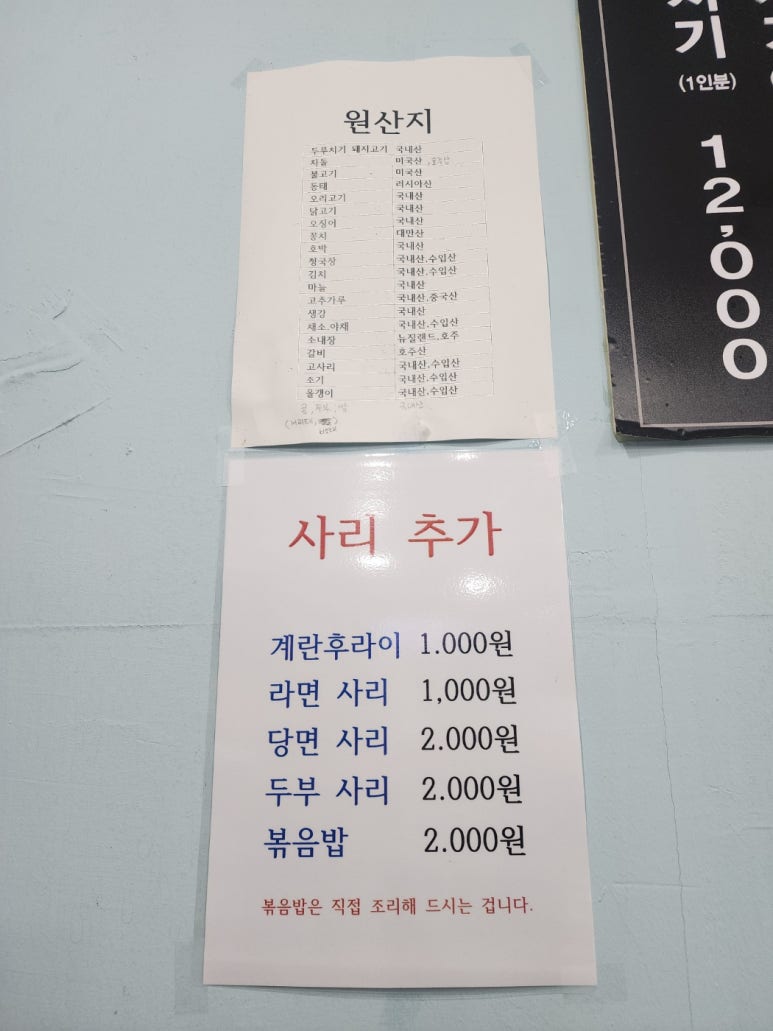 원산지
두루치기 돼지고기 국내산
차돌 미국산,호주산
불고기 미국산
동태 러시아산
오리고기 국내산
닭고기 국내산
오징어 국내산
꽁치 대만산
호박 국내산
청국장 국내산,수입산
김치 국내산,수입산
마늘 국내산
고추가루 국내산,중국산
생강 국내산
채소.야채 국내산,수입산
소내장 뉴질랜드,호주
갈비 호주산
고사리 국내산,수입산
조기 국내산,수입산
올갱이 국내산,수입산
콩,두부,쌀 국내산
사리 추가
계란후라이 1.000원
라면 사리 1,000원
당면 사리 2.000원
두부 사리 2.000원
볶음밥 2.000원
볶음밥은 직접 조리해 드시는 겁니다.
기
(1인분)
12,000